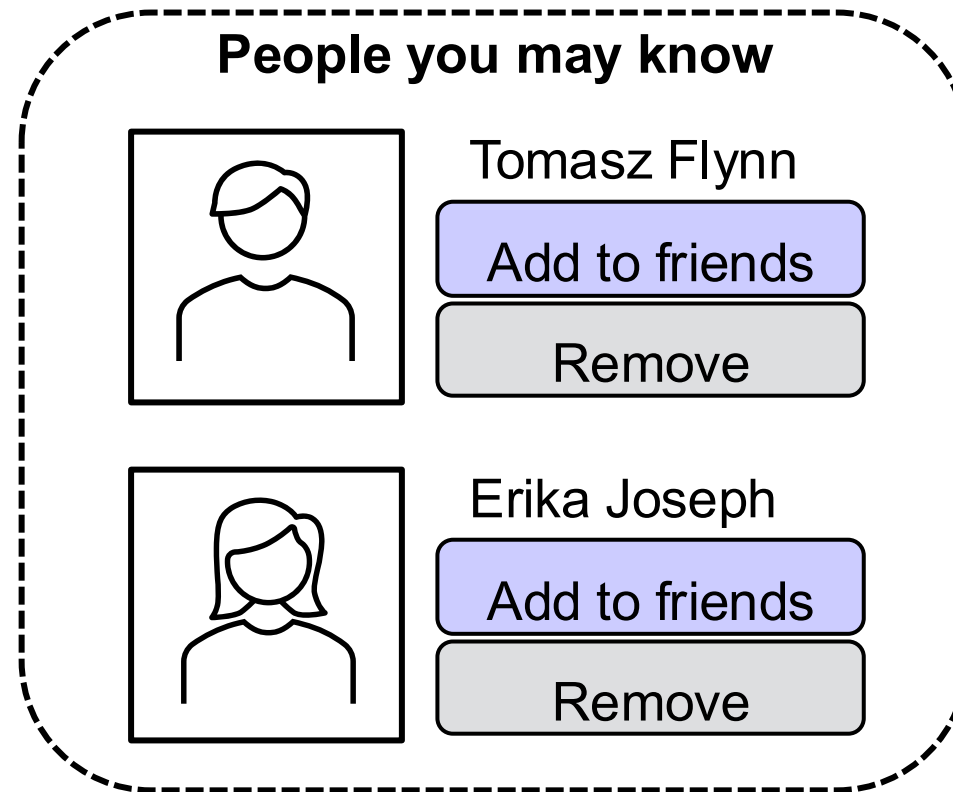 People you may know
Tomasz Flynn
Add to friends
Remove
Erika Joseph
Add to friends
Remove